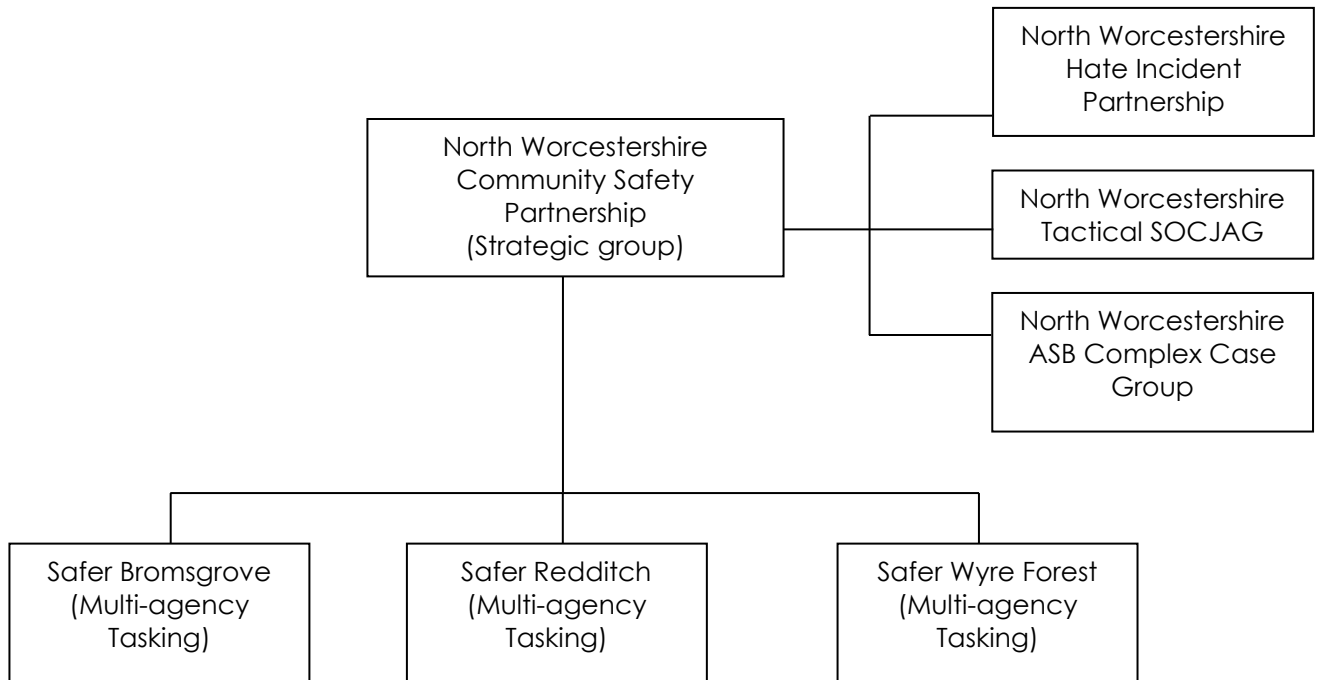 North Worcestershire
Hate Incident
Partnership
North Worcestershire
Community Safety
Partnership
(Strategic group)
North Worcestershire
Tactical SOCJAG
North Worcestershire
ASB Complex Case
Group
Safer Bromsgrove
(Multi-agency
Tasking)
Safer Redditch
(Multi-agency
Tasking)
Safer Wyre Forest
(Multi-agency
Tasking)